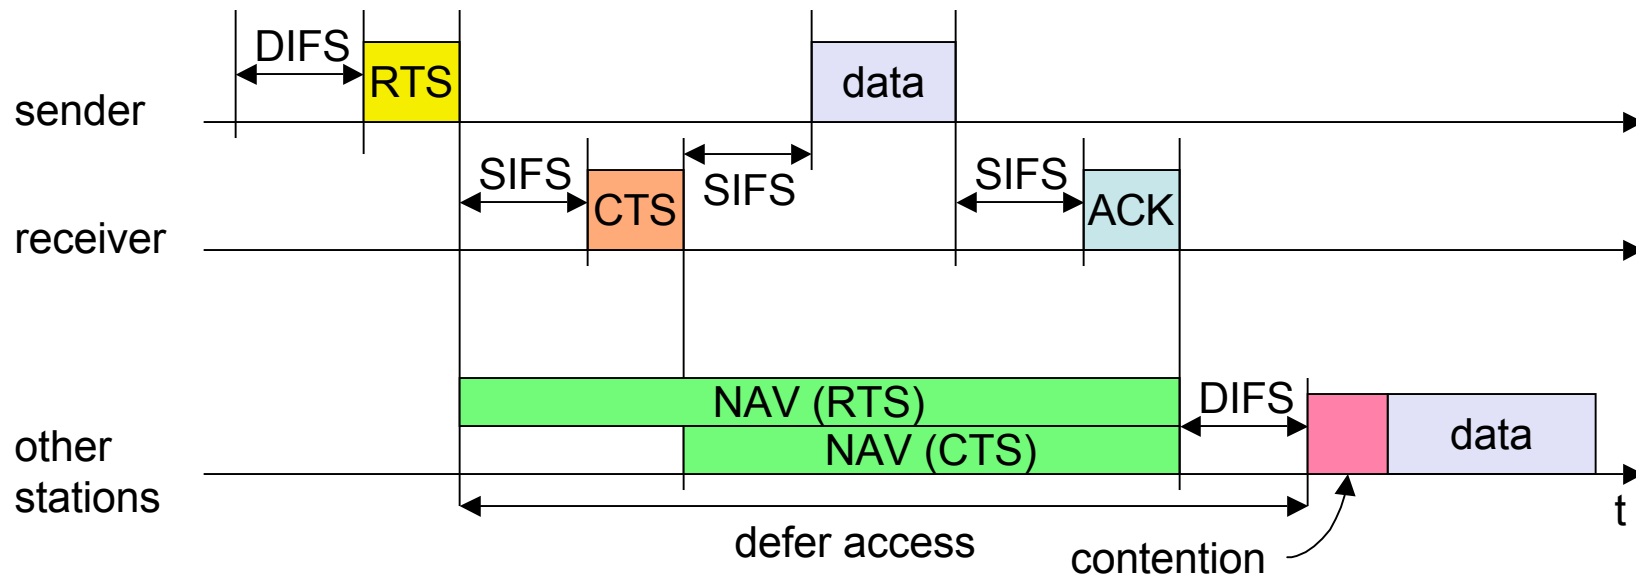 DIFS
RTS
data
sender
SIFS
CTS
SIFS
SIFS
ACK
receiver
NAV (RTS)
DIFS
NAV (CTS)
data
other
stations
t
defer access
contention